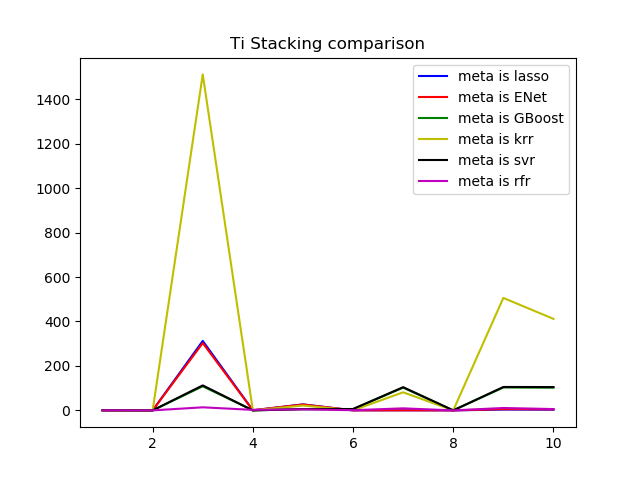 Ti Stacking comparison
meta is lasso
meta is ENet
meta is GBoost
meta is krr
meta is svr
meta is rfr
1400
1200
1000
800
600
400
200
0
2 4 6 8 10